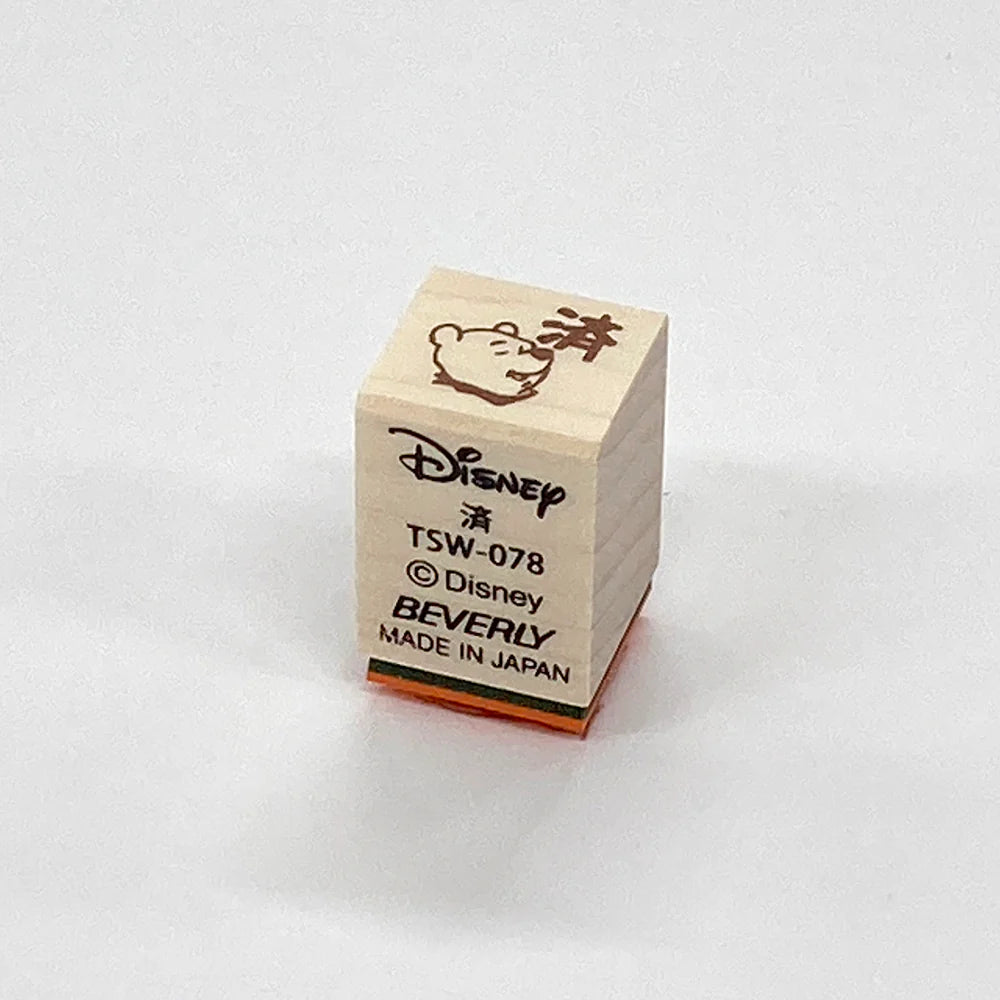 済
Disney
済
TSW-078
©Disney
BEVERLY
MADE IN JAPAN